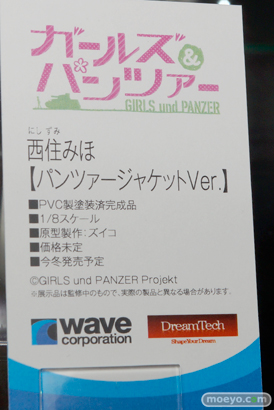 ガールズ&
パンツァー
GIRLS und PANZER
にしずみ
西住みほ
【パンツァージャケットVer.】
■PVC製塗装済完成品
■1/8スケール
■原型製作：ズイコ
■価格未定
■今冬発売予定
©GIRLS und PANZER Projekt
※展示品は監修中のもので、実際の製品と異なる場合があります。
wave
corporation
DreamTech
Shape Your Dream.
moeyo.com